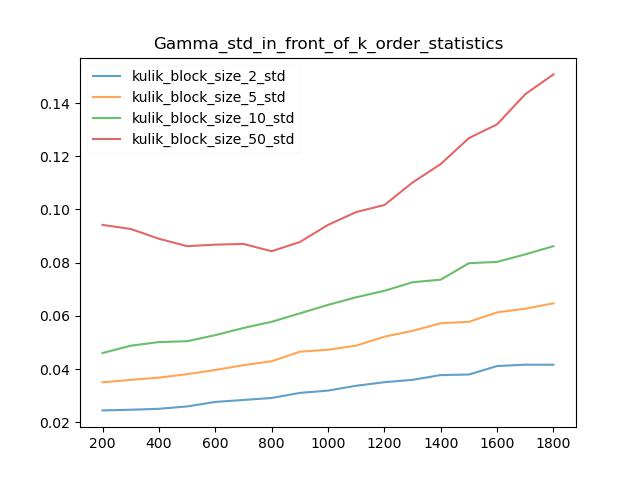 Gamma_std_in_front_of_k_order_statistics
kulik_block_size_2_std
kulik_block_size_5_std
kulik_block_size_10_std
kulik_block_size_50_std
0.14
0.12
0.10
0.08
0.06
0.04
0.02
200 400 600 800 1000 1200 1400 1600 1800